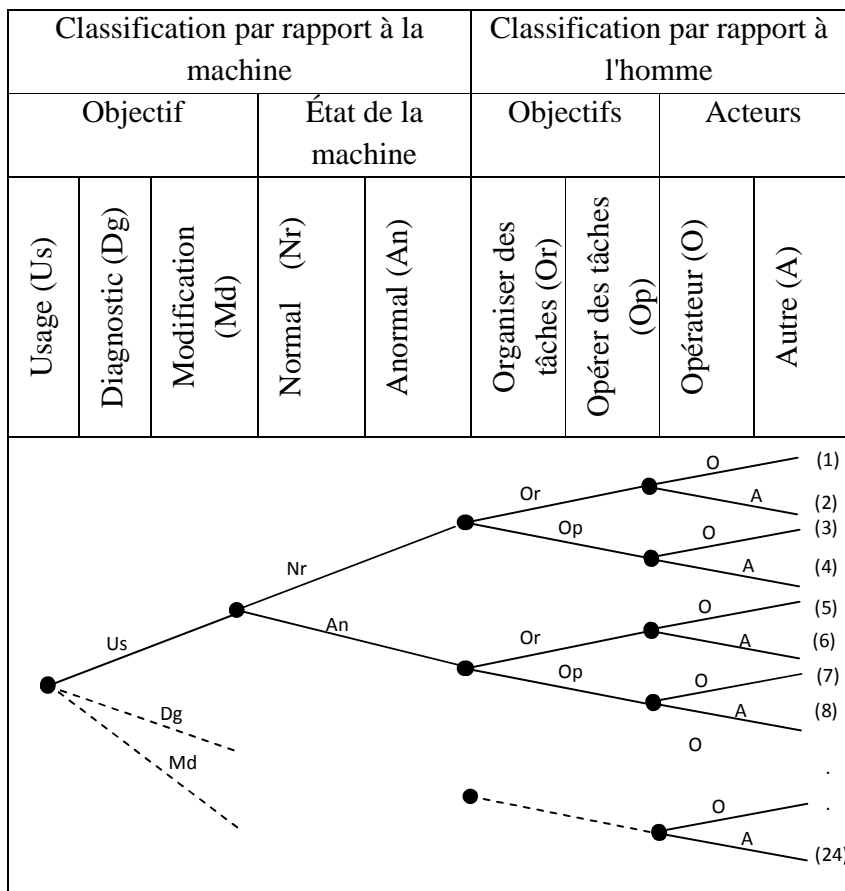 Classification par rapport à la
machine
Classification par rapport à
l'homme
Objectif
État de la
machine
Objectifs
Acteurs
Usage (Us)
Diagnostic (Dg)
Modification
(Md)
Normal (Nr)
Anormal (An)
Organiser des
tâches (Or)
Opérer des tâches
(Op)
Opérateur (O)
Autre (A)
O
(1)
Or
A
(2)
Op
O
(3)
Nr
A
(4)
O
(5)
An
Or
A
(6)
Us
Op
O
(7)
Dg
A
(8)
O
Md
.
O
.
A
(24)